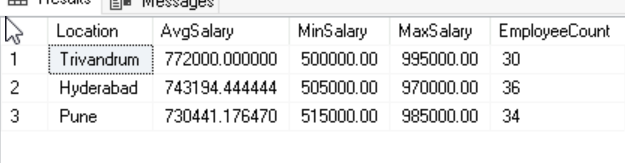 Results Messages
Location AvgSalary MinSalary MaxSalary EmployeeCount
1 Trivandrum 772000.000000 500000.00 995000.00 30
2 Hyderabad 743194.444444 505000.00 970000.00 36
3 Pune 730441.176470 515000.00 985000.00 34